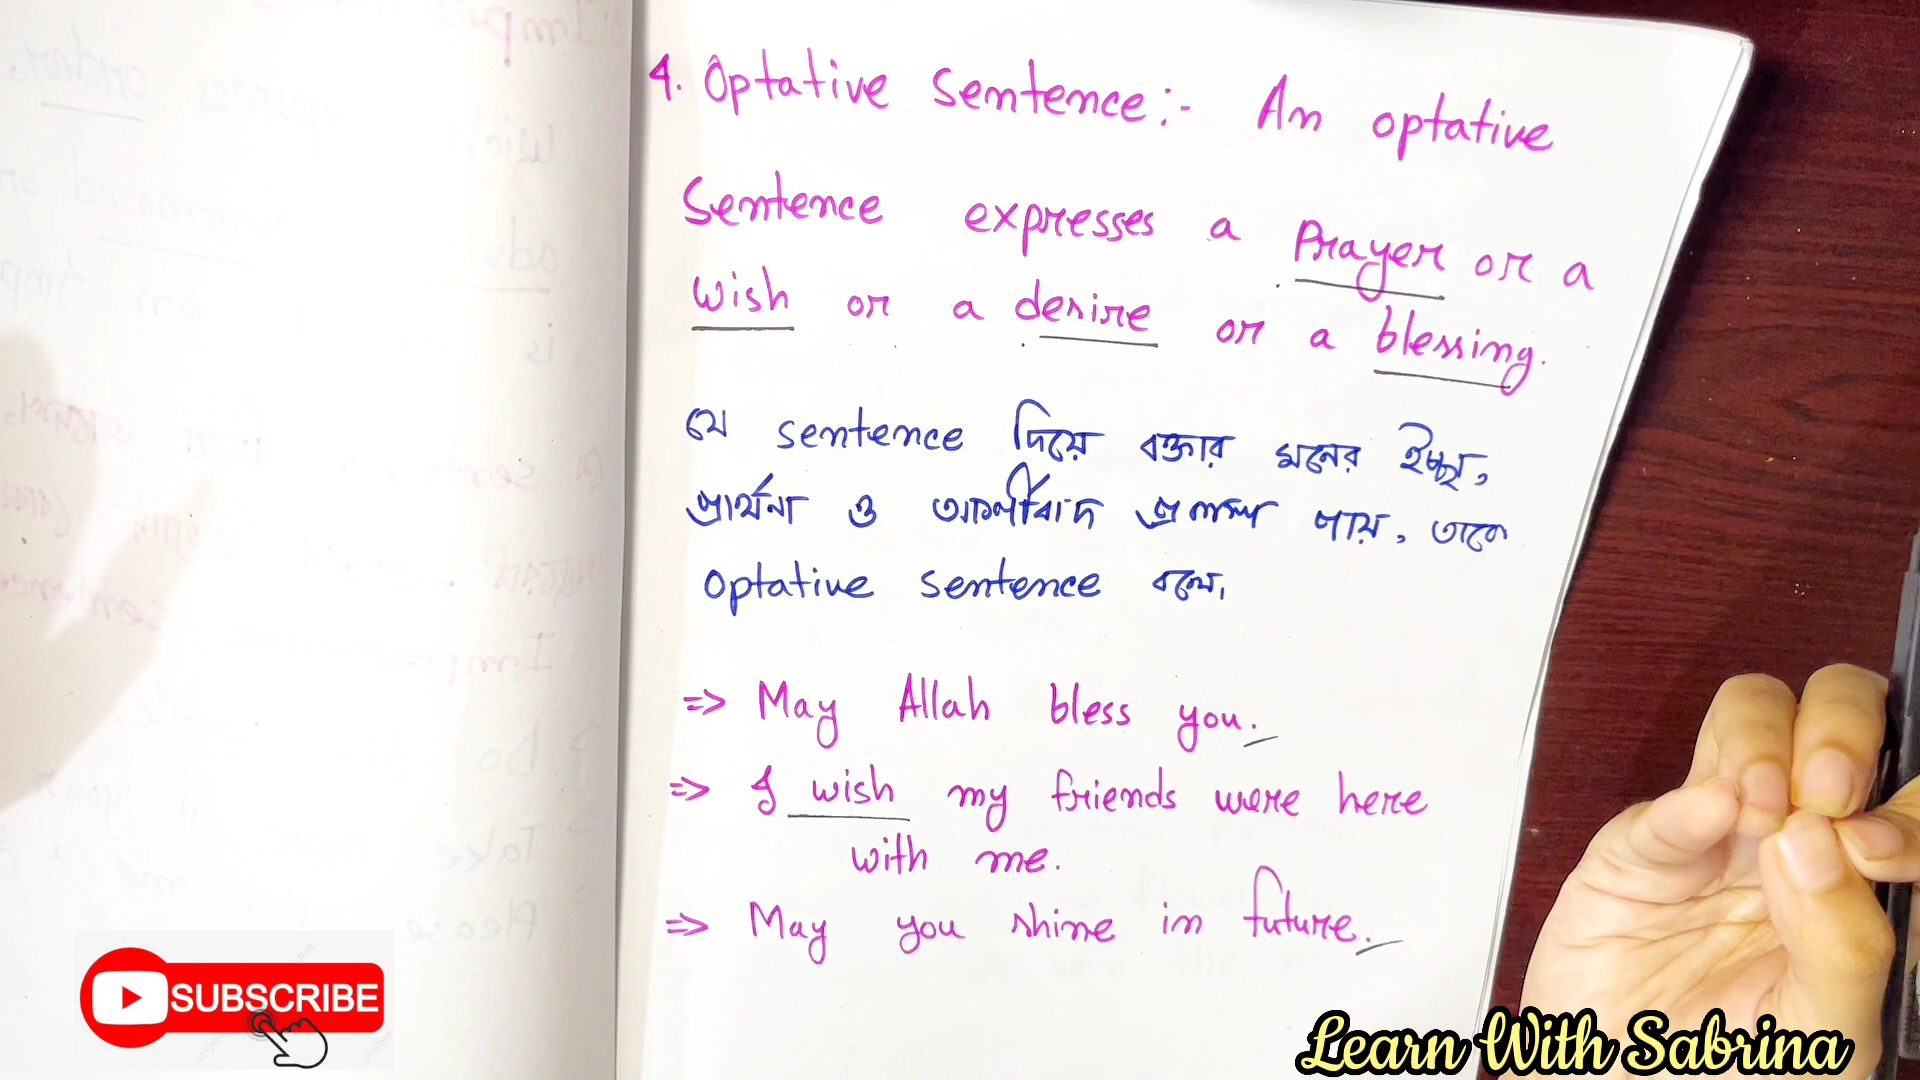 4. Optative Sentence:- An optative
Sentence expresses a Prayer or a
wish or a desire or a blessing.
যে sentence দিয়ে বক্তার মনের ইচ্ছা,
প্রার্থনা ও আশীর্বাদ প্রকাশ পায়, তাকে
optative sentence বলে।
=> May Allah bless you.
=> I wish my friends were here
with me.
=> May you shine in future.
SUBSCRIBE
Learn With Sabrina